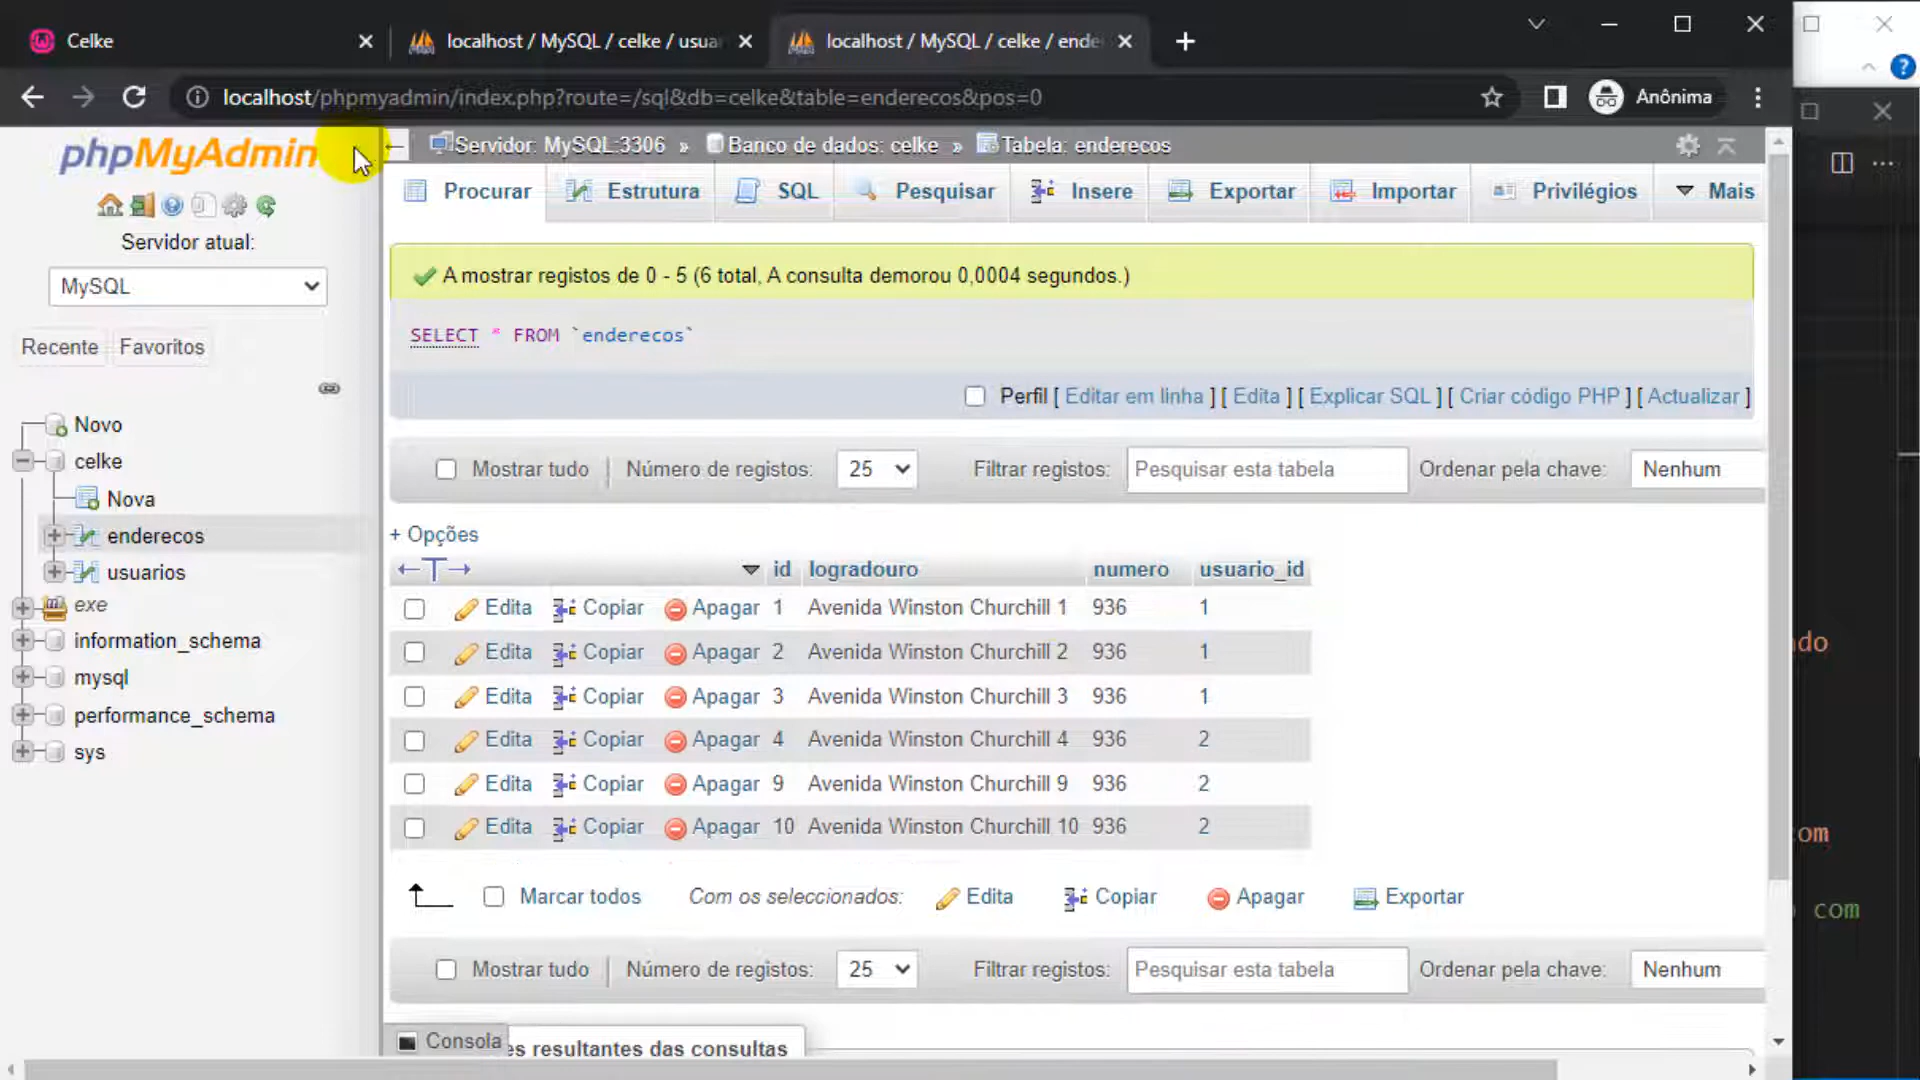 Celke
localhost / MySQL / celke / usua
localhost / MySQL / celke / ende
localhost/phpmyadmin/index.php?route=/sql&db=celke&table=enderecos&pos=0
Anônima
phpMyAdmin
Servidor: MySQL:3306 » Banco de dados: celke » Tabela: enderecos
Procurar Estrutura SQL Pesquisar Insere Exportar Importar Privilégios Mais
Servidor atual:
MySQL
Recente Favoritos
Novo
celke
Nova
enderecos
usuarios
exe
information_schema
mysql
performance_schema
sys
A mostrar registos de 0 - 5 (6 total, A consulta demorou 0,0004 segundos.)
SELECT * FROM `enderecos`
Perfil [ Editar em linha ] [ Edita ] [ Explicar SQL ] [ Criar código PHP ] [ Actualizar ]
Mostrar tudo | Número de registos: 25 Filtrar registos: Pesquisar esta tabela Ordenar pela chave: Nenhum
+ Opções
id logradouro numero usuario_id
Edita Copiar Apagar 1 Avenida Winston Churchill 1 936 1
Edita Copiar Apagar 2 Avenida Winston Churchill 2 936 1
Edita Copiar Apagar 3 Avenida Winston Churchill 3 936 1
Edita Copiar Apagar 4 Avenida Winston Churchill 4 936 2
Edita Copiar Apagar 9 Avenida Winston Churchill 9 936 2
Edita Copiar Apagar 10 Avenida Winston Churchill 10 936 2
Marcar todos Com os seleccionados: Edita Copiar Apagar Exportar
Mostrar tudo | Número de registos: 25 Filtrar registos: Pesquisar esta tabela Ordenar pela chave: Nenhum
Consola es resultantes das consultas
ndo
om
com